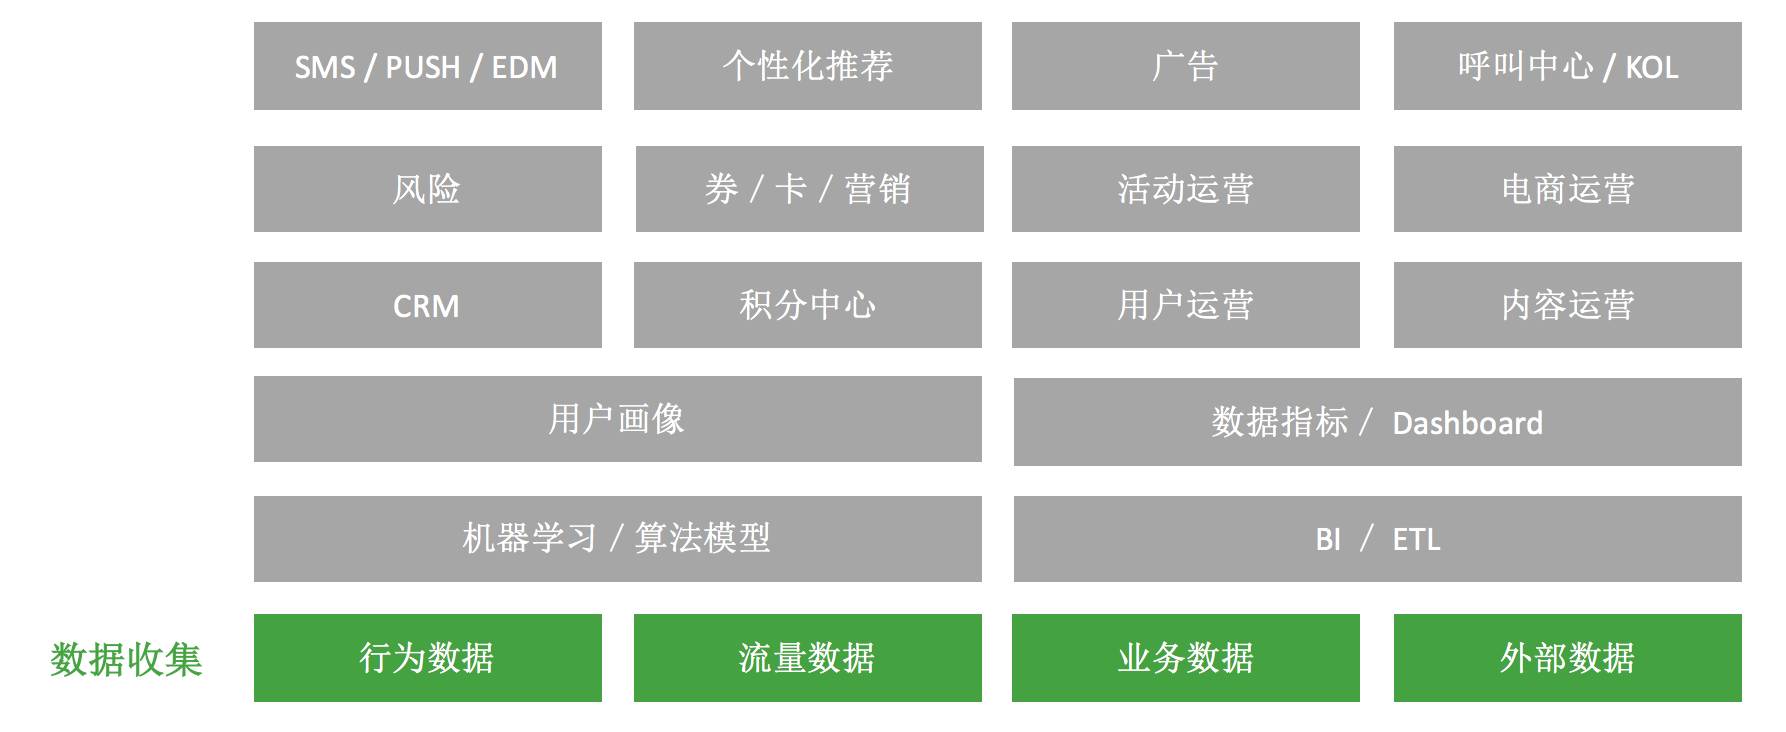 SMS / PUSH / EDM
个性化推荐
广告
呼叫中心 / KOL
风险
券 / 卡 / 营销
活动运营
电商运营
CRM
积分中心
用户运营
内容运营
用户画像
数据指标 / Dashboard
机器学习 / 算法模型
BI / ETL
数据收集
行为数据
流量数据
业务数据
外部数据